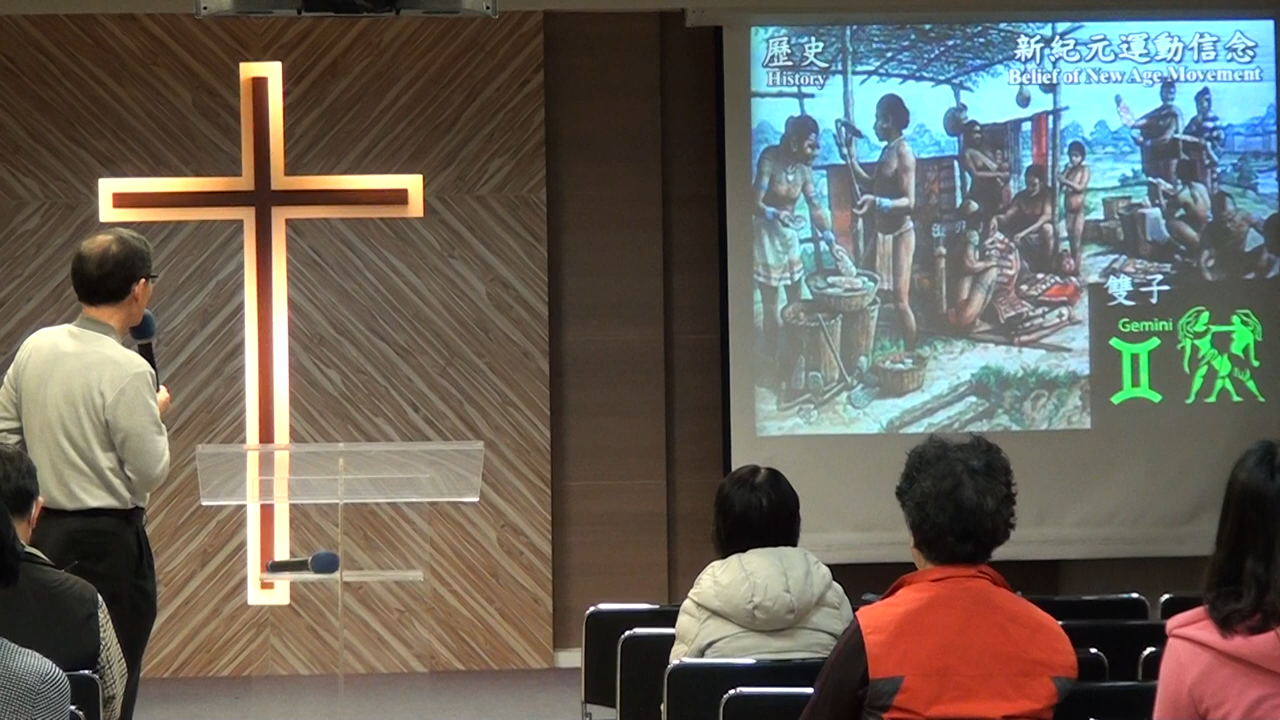 歷史
History
新紀元運動信念
Belief of New Age Movement
雙子
Gemini